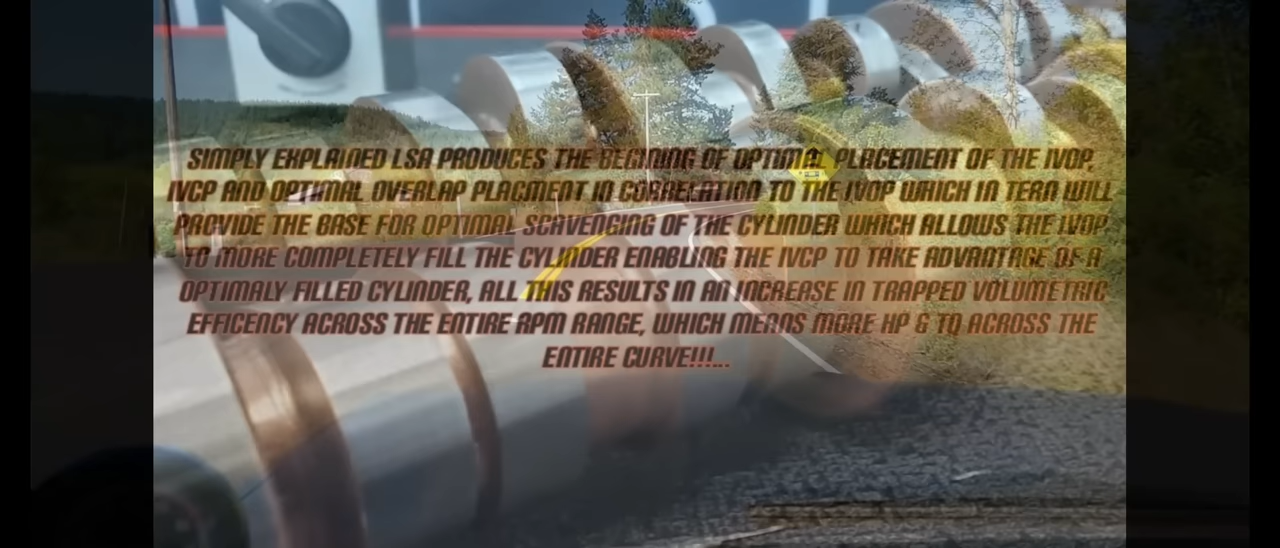 SIMPLY EXPLAINED LSA PRODUCES THE BEGINING OF OPTIMAL PLACEMENT OF THE IVOP,
IVCP AND OPTIMAL OVERLAP PLACMENT IN CORRELATION TO THE IVOP WHICH IN TERN WILL
PROVIDE THE BASE FOR OPTIMAL SCAVENGING OF THE CYLINDER WHICH ALLOWS THE IVOP
TO MORE COMPLETELY FILL THE CYLINDER ENABLING THE IVCP TO TAKE ADVANTAGE OF A
OPTIMALY FILLED CYLINDER, ALL THIS RESULTS IN AN INCREASE IN TRAPPED VOLUMETRIC
EFFICENCY ACROSS THE ENTIRE RPM RANGE, WHICH MEANS MORE HP & TQ ACROSS THE
ENTIRE CURVE!!!...